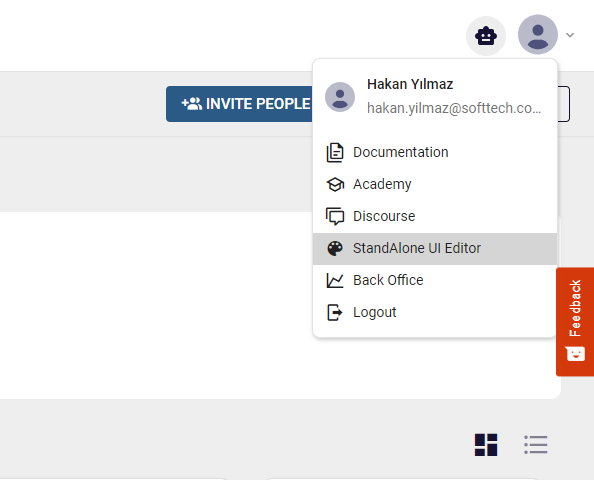 Hakan Yılmaz
hakan.yilmaz@softtech.co...
INVITE PEOPLE
Documentation
Academy
Discourse
StandAlone UI Editor
Back Office
Logout
Feedback